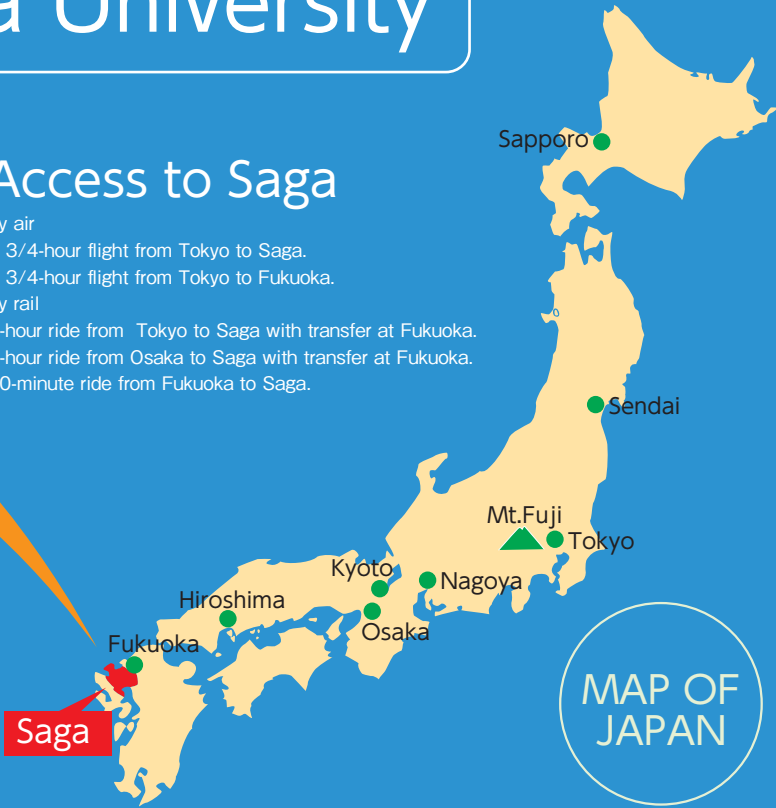 a University
Access to Saga
y air
3/4-hour flight from Tokyo to Saga.
3/4-hour flight from Tokyo to Fukuoka.
y rail
-hour ride from Tokyo to Saga with transfer at Fukuoka.
-hour ride from Osaka to Saga with transfer at Fukuoka.
0-minute ride from Fukuoka to Saga.
Sapporo
Sendai
Mt.Fuji
Tokyo
Kyoto
Nagoya
Hiroshima
Osaka
Fukuoka
Saga
MAP OF
JAPAN